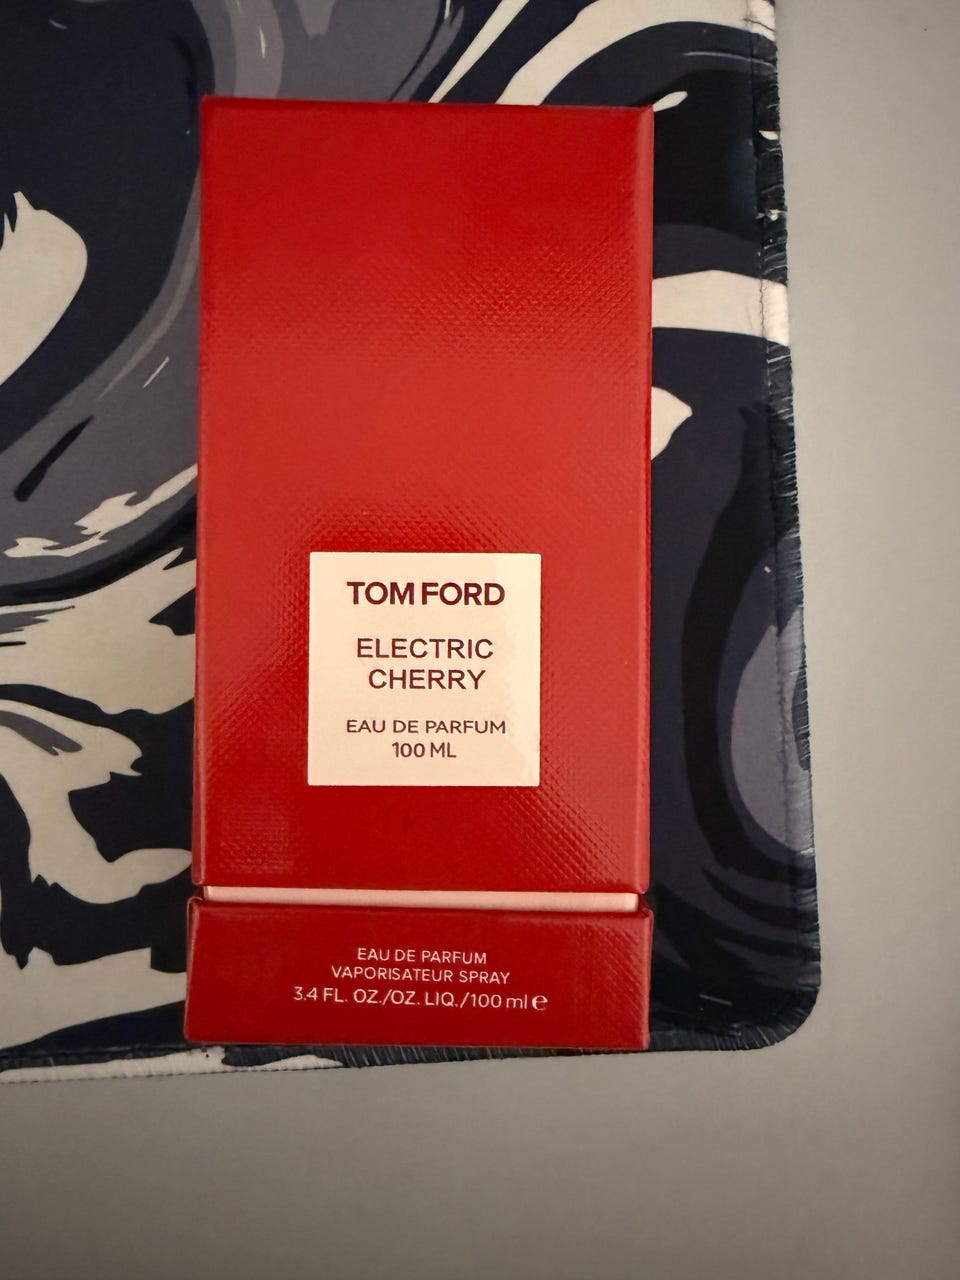 TOM FORD
ELECTRIC
CHERRY
EAU DE PARFUM
100 ML
EAU DE PARFUM
VAPORISATEUR SPRAY
3.4 FL. OZ./OZ. LIQ./100 ml ℮